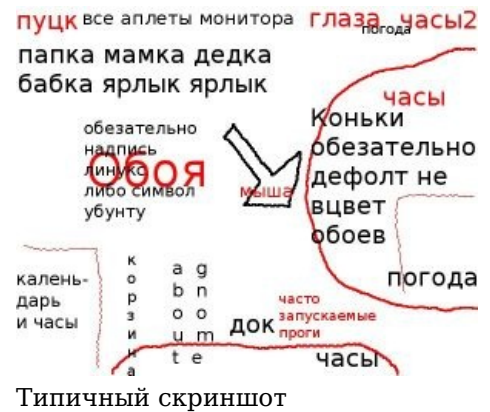 пуцк все аплеты монитора глаза часы2
погода
папка мамка дедка
бабка ярлык ярлык
часы
Коньки
обезательно
дефолт не
вцвет
обоев
погода
обезательно
надпись
линукс
либо символ
убунту
Обоя
мыша
кален-
дарь
и часы
корзина
about
gnome
док
часто
запускаемые
проги
часы
Типичный скриншот